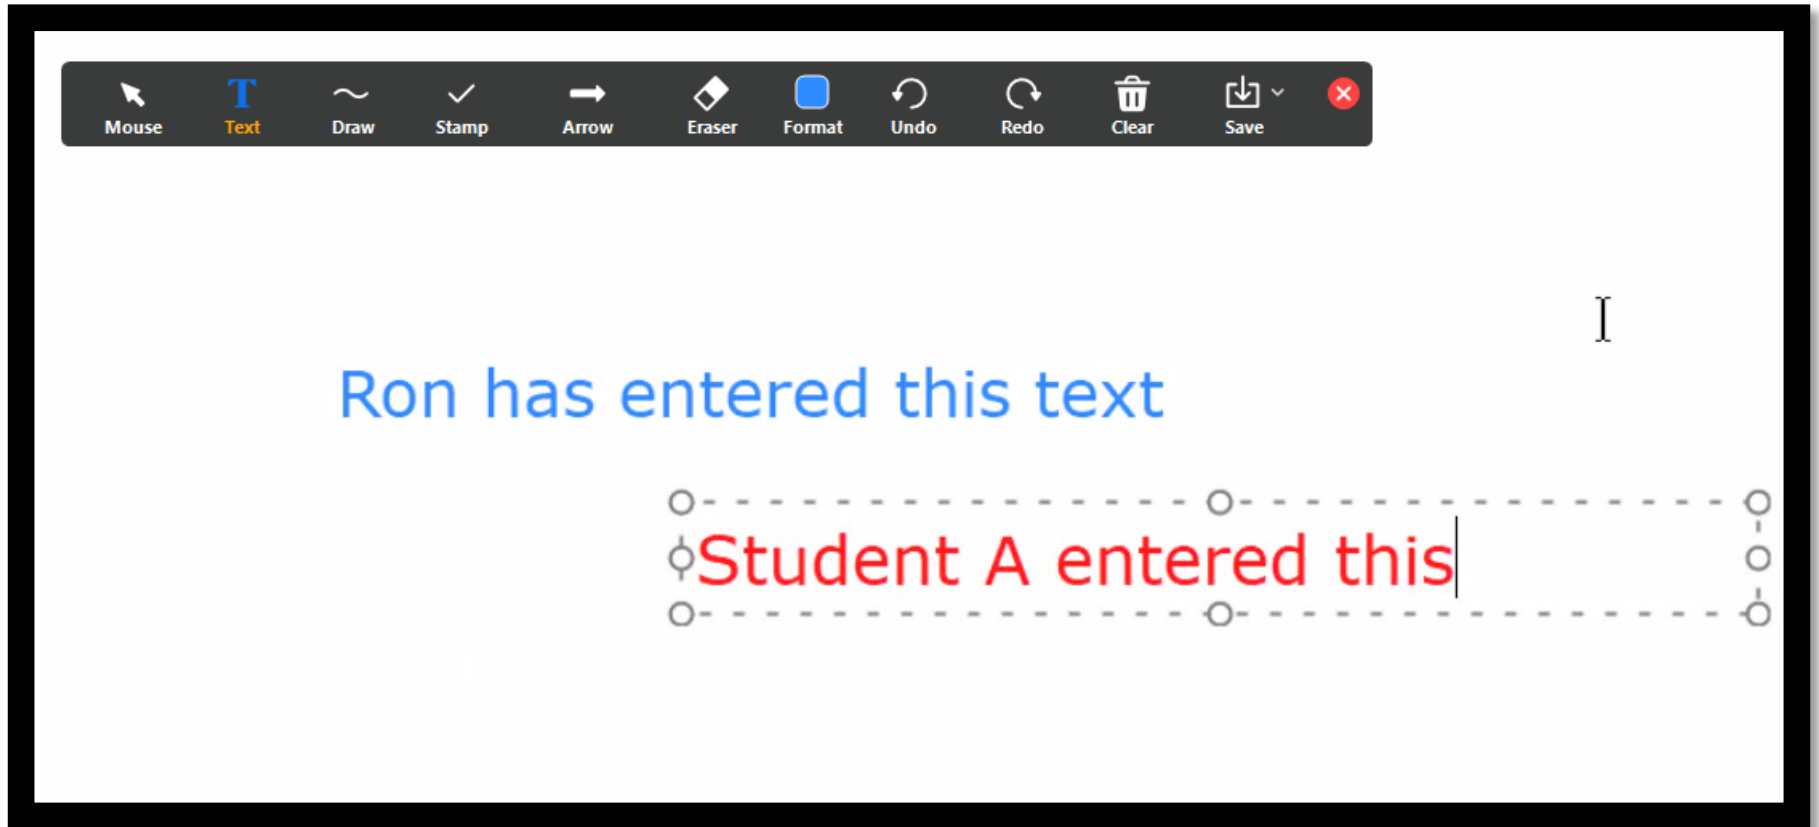 Mouse Text Draw Stamp Arrow Eraser Format Undo Redo Clear Save
Ron has entered this text
Student A entered this